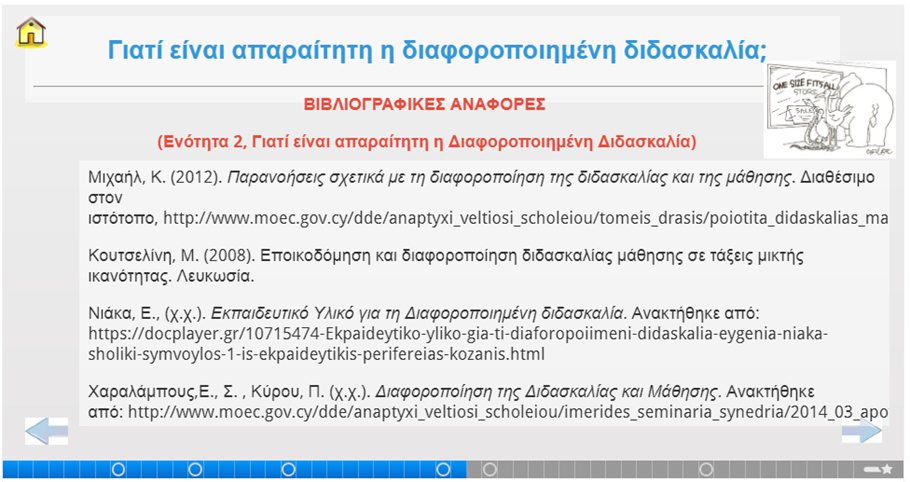 Γιατί είναι απαραίτητη η διαφοροποιημένη διδασκαλία;
ONE SIZE FITS ALL
STORE
SALE
ΒΙΒΛΙΟΓΡΑΦΙΚΕΣ ΑΝΑΦΟΡΕΣ
(Ενότητα 2, Γιατί είναι απαραίτητη η Διαφοροποιημένη Διδασκαλία)
Μιχαήλ, Κ. (2012). Παρανοήσεις σχετικά με τη διαφοροποίηση της διδασκαλίας και της μάθησης. Διαθέσιμο
στον
ιστότοπο, http://www.moec.gov.cy/dde/anaptyxi_veltiosi_scholeiou/tomeis_drasis/poiotita_didaskalias_ma
Κουτσελίνη, Μ. (2008). Εποικοδόμηση και διαφοροποίηση διδασκαλίας μάθησης σε τάξεις μικτής
ικανότητας. Λευκωσία.
Νιάκα, Ε., (χ.χ.). Εκπαιδευτικό Υλικό για τη Διαφοροποιημένη διδασκαλία. Ανακτήθηκε από:
https://docplayer.gr/10715474-Ekpaideytiko-yliko-gia-ti-diaforopoiimeni-didaskalia-eygenia-niaka-
sholiki-symvoylos-1-is-ekpaideytikis-perifereias-kozanis.html
Χαραλάμπους,Ε., Σ. , Κύρου, Π. (χ.χ.). Διαφοροποίηση της Διδασκαλίας και Μάθησης. Ανακτήθηκε
από: http://www.moec.gov.cy/dde/anaptyxi_veltiosi_scholeiou/imerides_seminaria_synedria/2014_03_apo